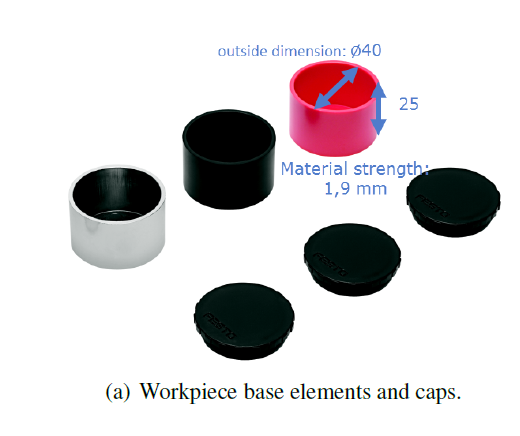 outside dimension: Ø40
25
Material strength:
1,9 mm
FESTO
FESTO
FESTO
(a) Workpiece base elements and caps.